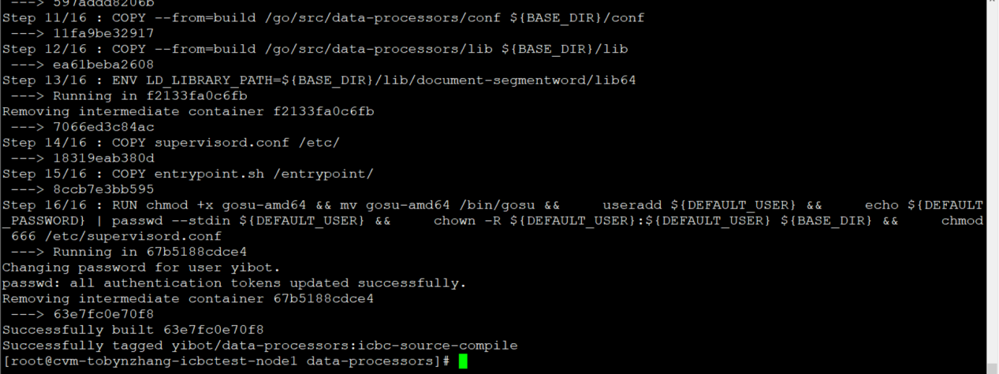 ---> 597addd8206b
Step 11/16 : COPY --from=build /go/src/data-processors/conf ${BASE_DIR}/conf
 ---> 11fa9be32917
Step 12/16 : COPY --from=build /go/src/data-processors/lib ${BASE_DIR}/lib
 ---> ea61beba2608
Step 13/16 : ENV LD_LIBRARY_PATH=${BASE_DIR}/lib/document-segmentword/lib64
 ---> Running in f2133fa0c6fb
Removing intermediate container f2133fa0c6fb
 ---> 7066ed3c84ac
Step 14/16 : COPY supervisord.conf /etc/
 ---> 18319eab380d
Step 15/16 : COPY entrypoint.sh /entrypoint/
 ---> 8ccb7e3bb595
Step 16/16 : RUN chmod +x gosu-amd64 && mv gosu-amd64 /bin/gosu &&     useradd ${DEFAULT_USER} &&     echo ${DEFAULT
_PASSWORD} | passwd --stdin ${DEFAULT_USER} &&     chown -R ${DEFAULT_USER}:${DEFAULT_USER} ${BASE_DIR} &&     chmod
 666 /etc/supervisord.conf
 ---> Running in 67b5188cdce4
Changing password for user yibot.
passwd: all authentication tokens updated successfully.
Removing intermediate container 67b5188cdce4
 ---> 63e7fc0e70f8
Successfully built 63e7fc0e70f8
Successfully tagged yibot/data-processors:icbc-source-compile
[root@cvm-tobynzhang-icbctest-node1 data-processors]#